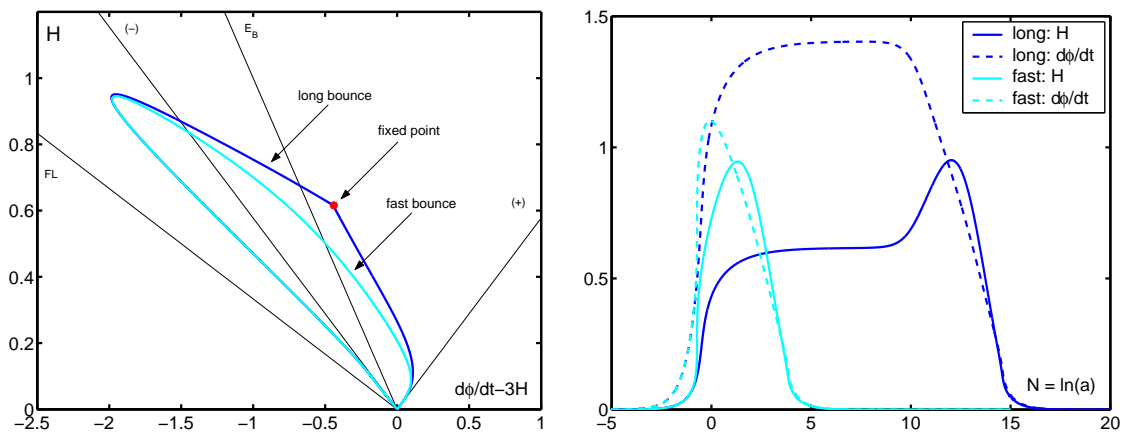 H
(–)
E_B
long bounce
fixed point
FL
fast bounce
(+)
dϕ/dt–3H
1
0.8
0.6
0.4
0.2
0
-2.5 -2 -1.5 -1 -0.5 0 0.5 1
long: H
long: dϕ/dt
fast: H
fast: dϕ/dt
N = ln(a)
1.5
1
0.5
0
-5 0 5 10 15 20